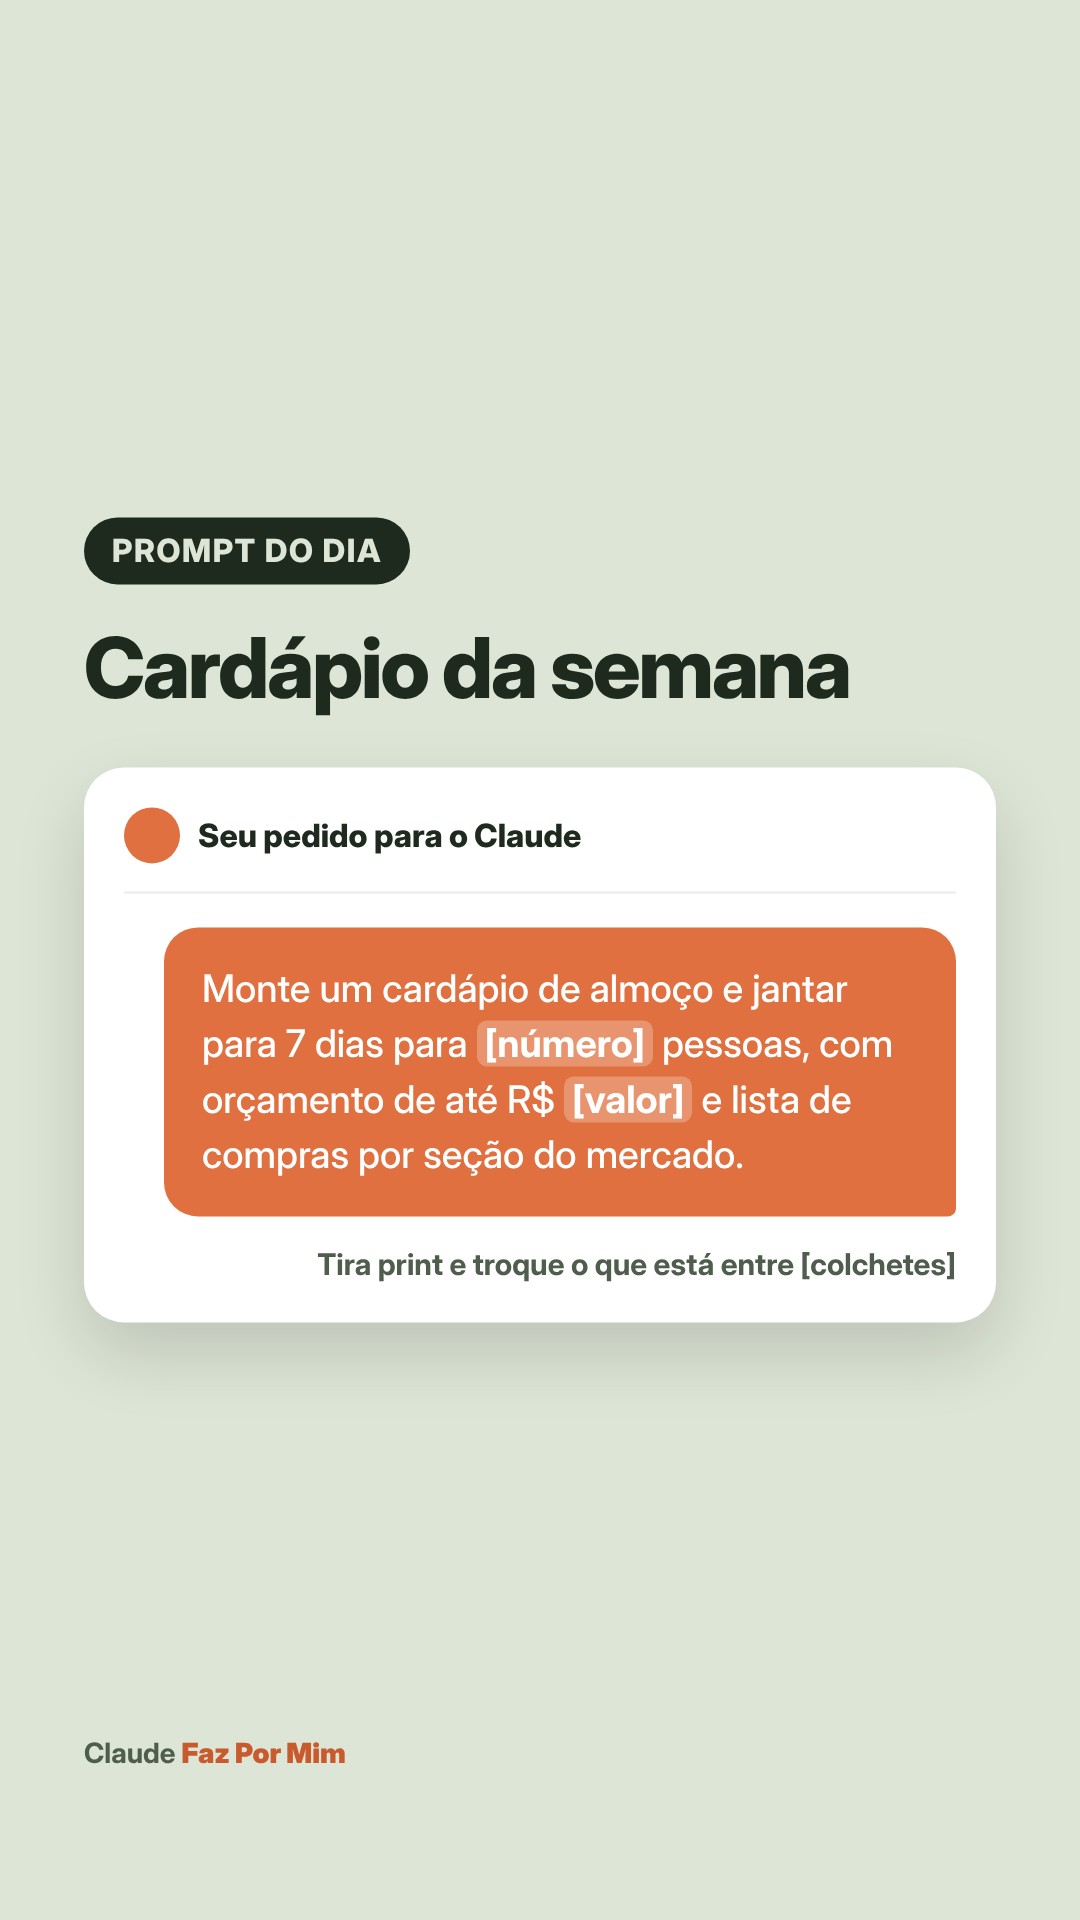 PROMPT DO DIA
Cardápio da semana
Seu pedido para o Claude
Monte um cardápio de almoço e jantar
para 7 dias para [número] pessoas, com
orçamento de até R$ [valor] e lista de
compras por seção do mercado.
Tira print e troque o que está entre [colchetes]
Claude Faz Por Mim